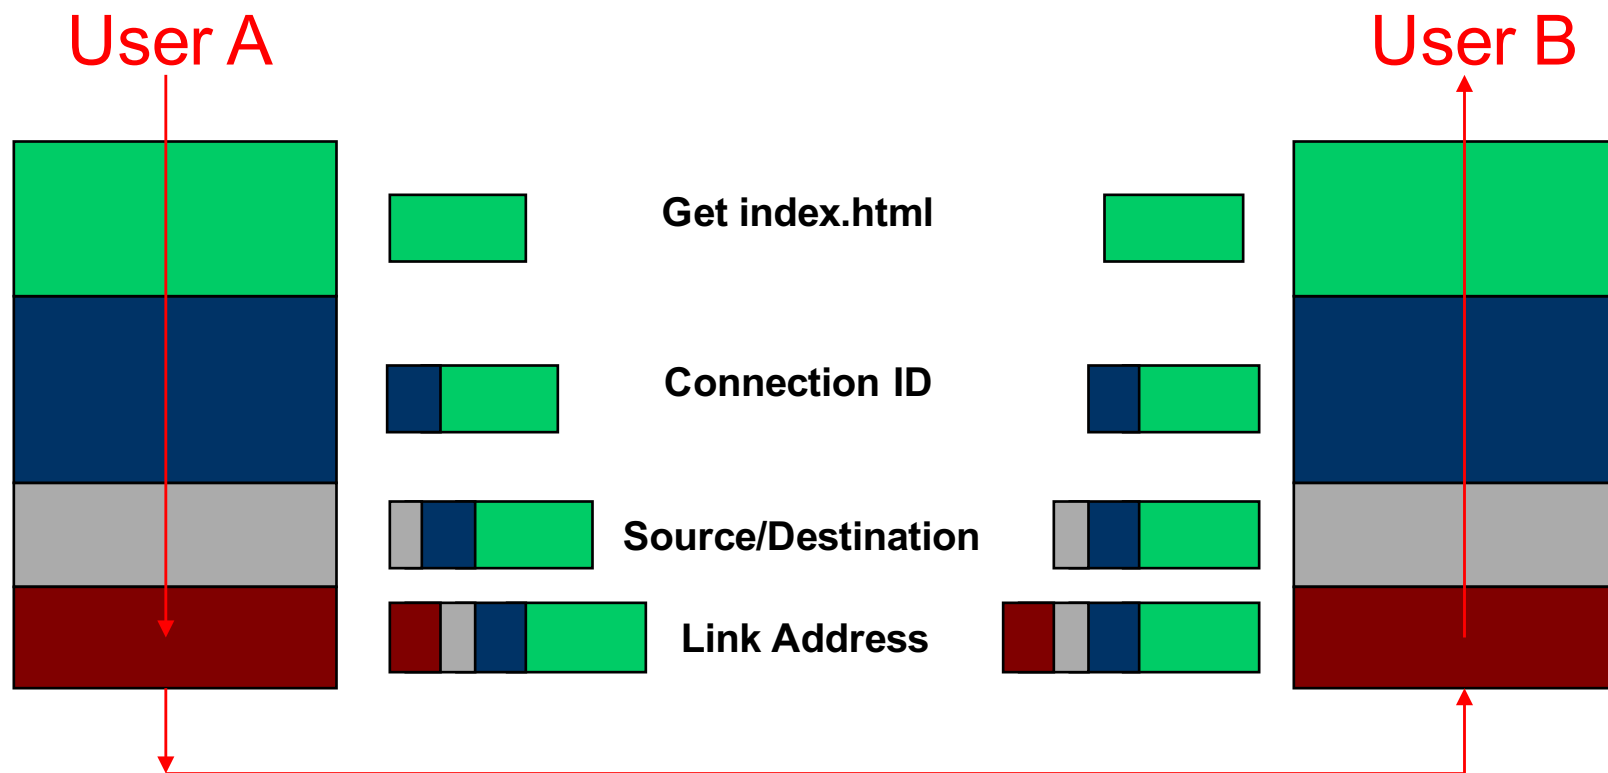 User A
User B
Get index.html
Connection ID
Source/Destination
Link Address